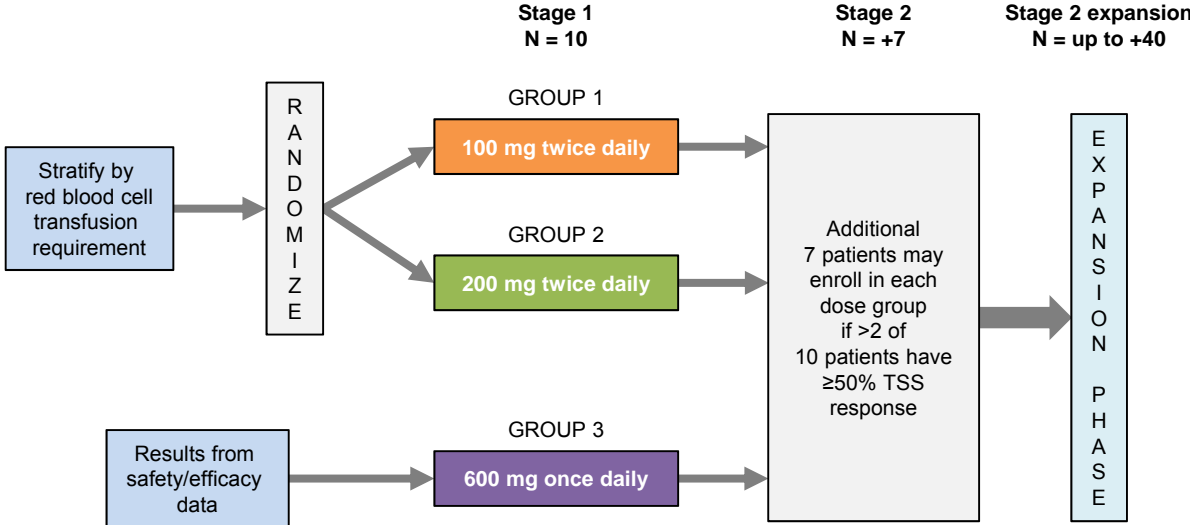 Stage 1
N = 10
Stage 2
N = +7
Stage 2 expansion
N = up to +40
Stratify by
red blood cell
transfusion
requirement
R
A
N
D
O
M
I
Z
E
GROUP 1
100 mg twice daily
GROUP 2
200 mg twice daily
Results from
safety/efficacy
data
GROUP 3
600 mg once daily
Additional
7 patients may
enroll in each
dose group
if >2 of
10 patients have
≥50% TSS
response
E
X
P
A
N
S
I
O
N
P
H
A
S
E